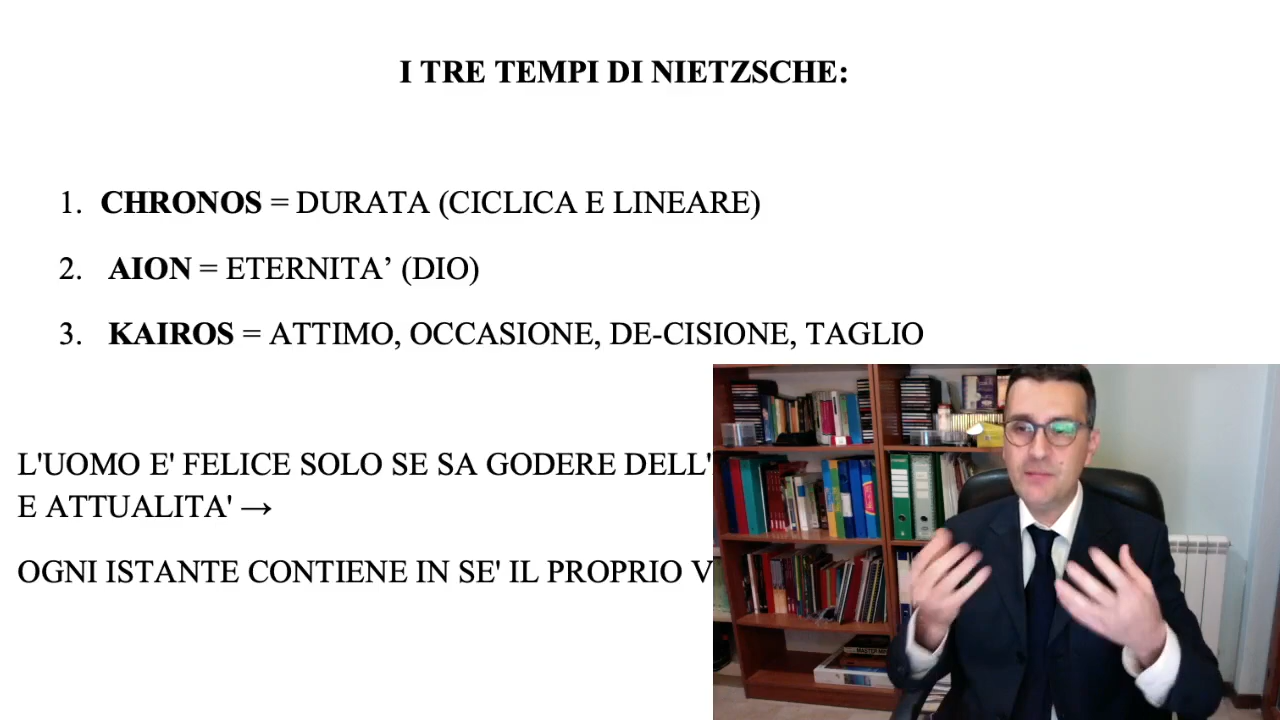 I TRE TEMPI DI NIETZSCHE:
1. CHRONOS = DURATA (CICLICA E LINEARE)
2. AION = ETERNITA’ (DIO)
3. KAIROS = ATTIMO, OCCASIONE, DE-CISIONE, TAGLIO
L'UOMO E' FELICE SOLO SE SA GODERE DELL'
E ATTUALITA' →
OGNI ISTANTE CONTIENE IN SE' IL PROPRIO V